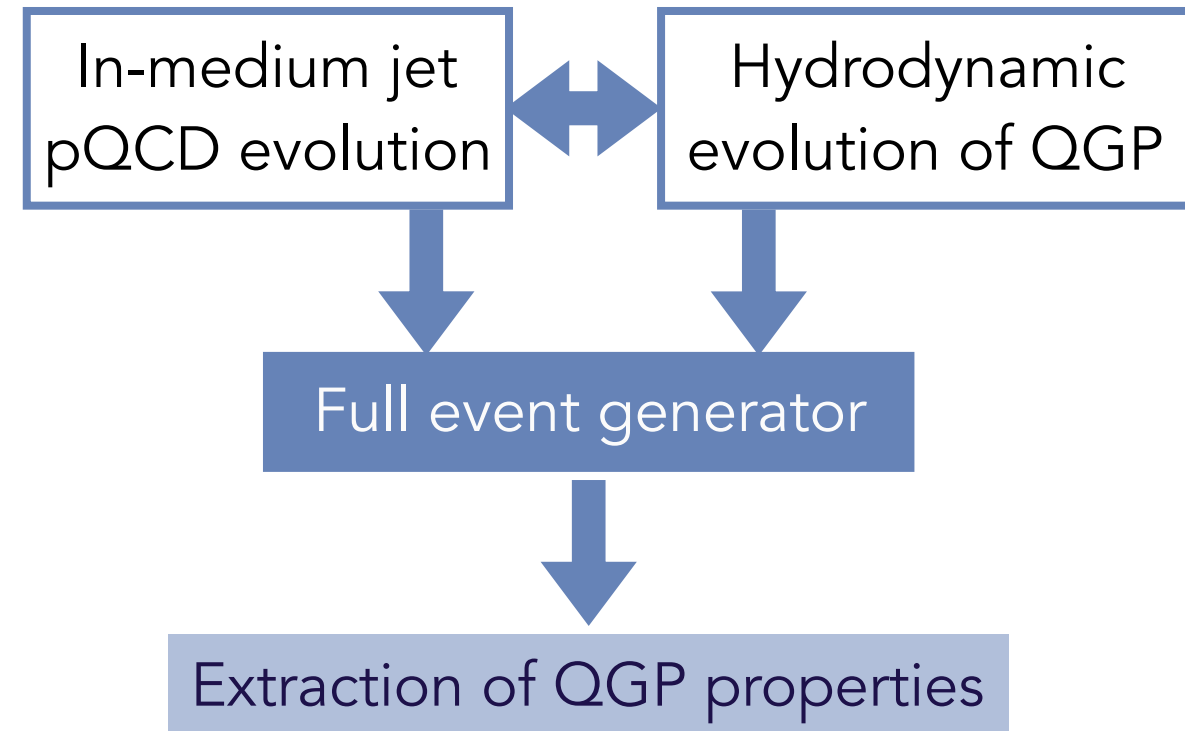 In-medium jet
pQCD evolution
Hydrodynamic
evolution of QGP
Full event generator
Extraction of QGP properties